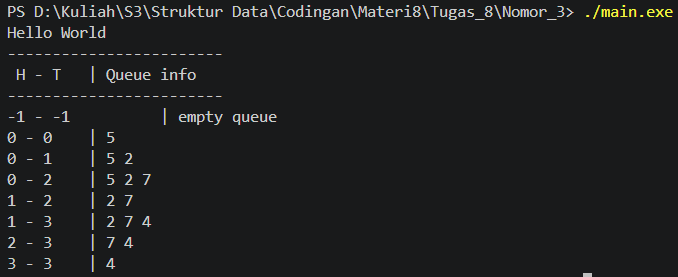 PS D:\Kuliah\S3\Struktur Data\Codingan\Materi8\Tugas_8\Nomor_3> ./main.exe
Hello World
------------------------
 H - T   | Queue info
------------------------
-1 - -1         | empty queue
0 - 0    | 5
0 - 1    | 5 2
0 - 2    | 5 2 7
1 - 2    | 2 7
1 - 3    | 2 7 4
2 - 3    | 7 4
3 - 3    | 4